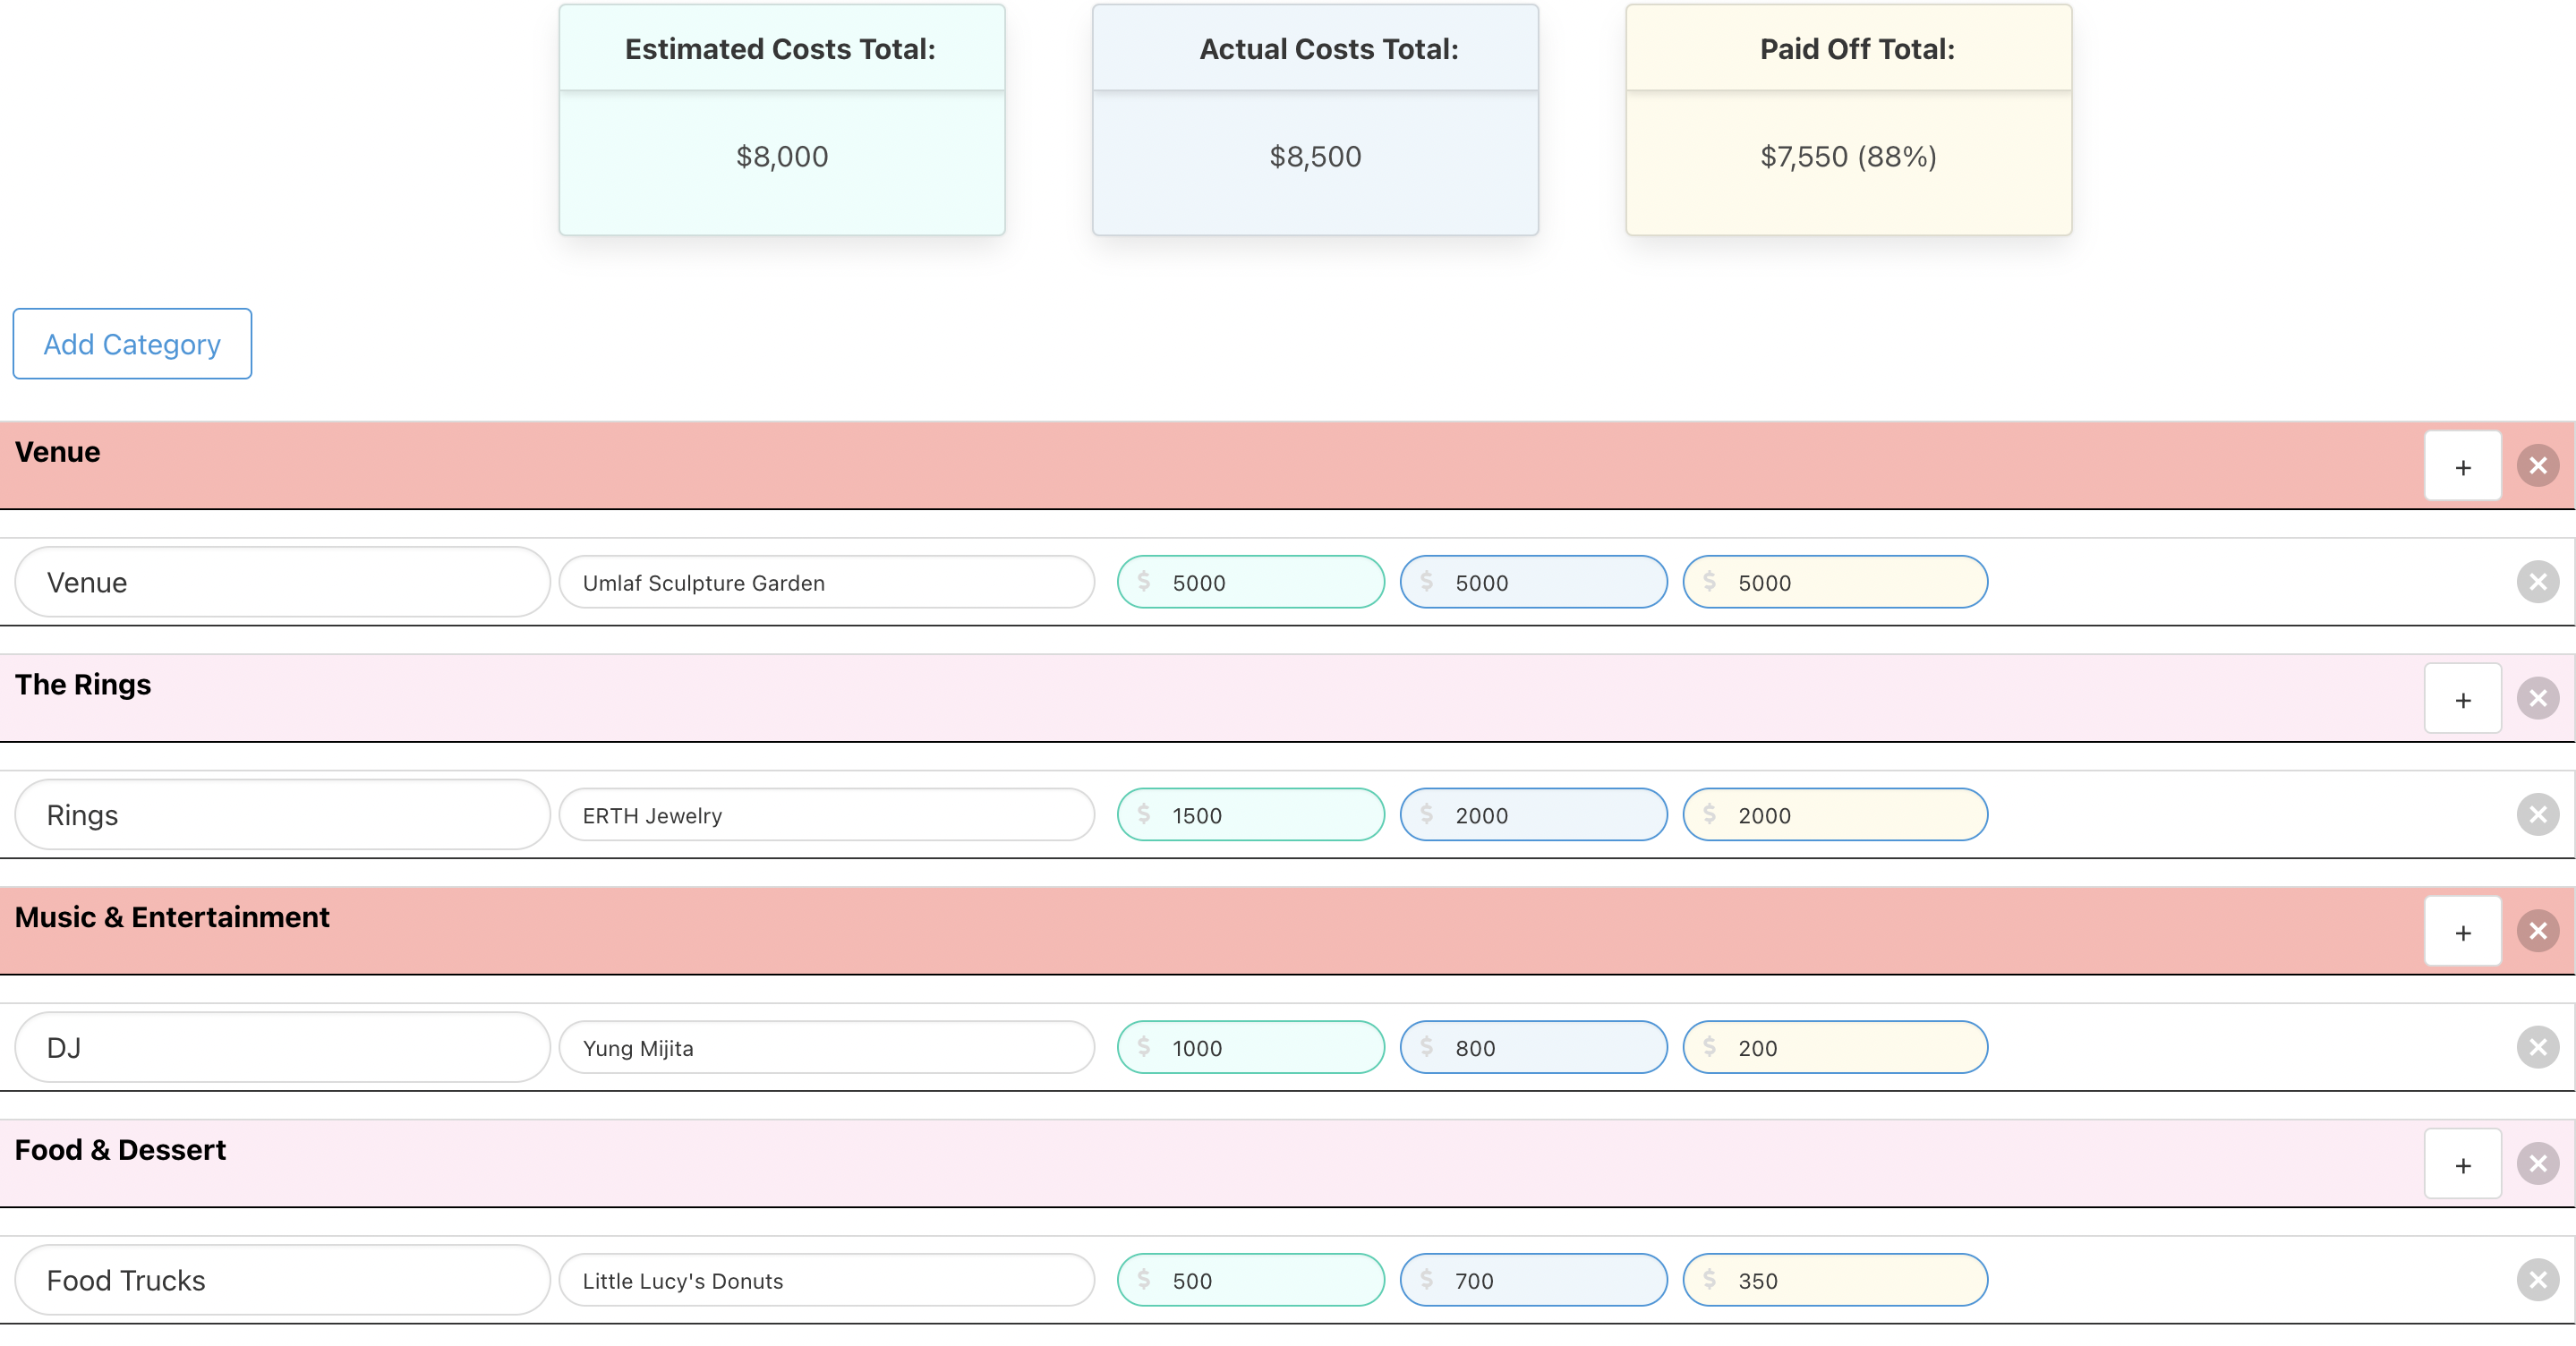 Estimated Costs Total: Actual Costs Total: Paid Off Total:
$8,000 $8,500 $7,550 (88%)
Add Category
Venue +
Venue Umlaf Sculpture Garden $ 5000 $ 5000 $ 5000
The Rings +
Rings ERTH Jewelry $ 1500 $ 2000 $ 2000
Music & Entertainment +
DJ Yung Mijita $ 1000 $ 800 $ 200
Food & Dessert +
Food Trucks Little Lucy's Donuts $ 500 $ 700 $ 350